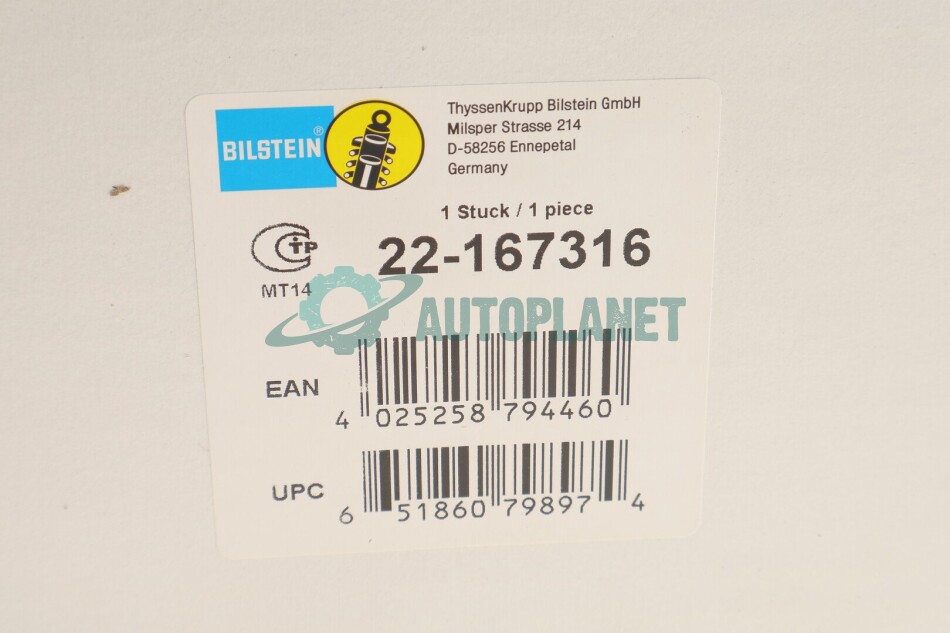 BILSTEIN®
ThyssenKrupp Bilstein GmbH
Milsper Strasse 214
D-58256 Ennepetal
Germany
1 Stuck / 1 piece
22-167316
MT14
AUTOPLANET
EAN
4 025258 794460
UPC
6 51860 79897 4